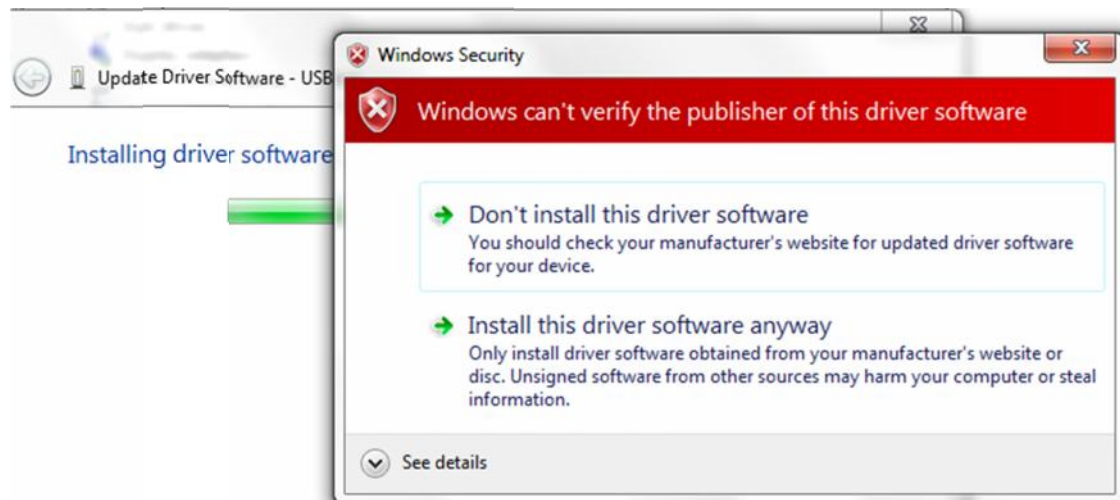 Update Driver Software - USB
Installing driver software
Windows Security
Windows can't verify the publisher of this driver software
Don't install this driver software
You should check your manufacturer's website for updated driver software
for your device.
Install this driver software anyway
Only install driver software obtained from your manufacturer's website or
disc. Unsigned software from other sources may harm your computer or steal
information.
See details